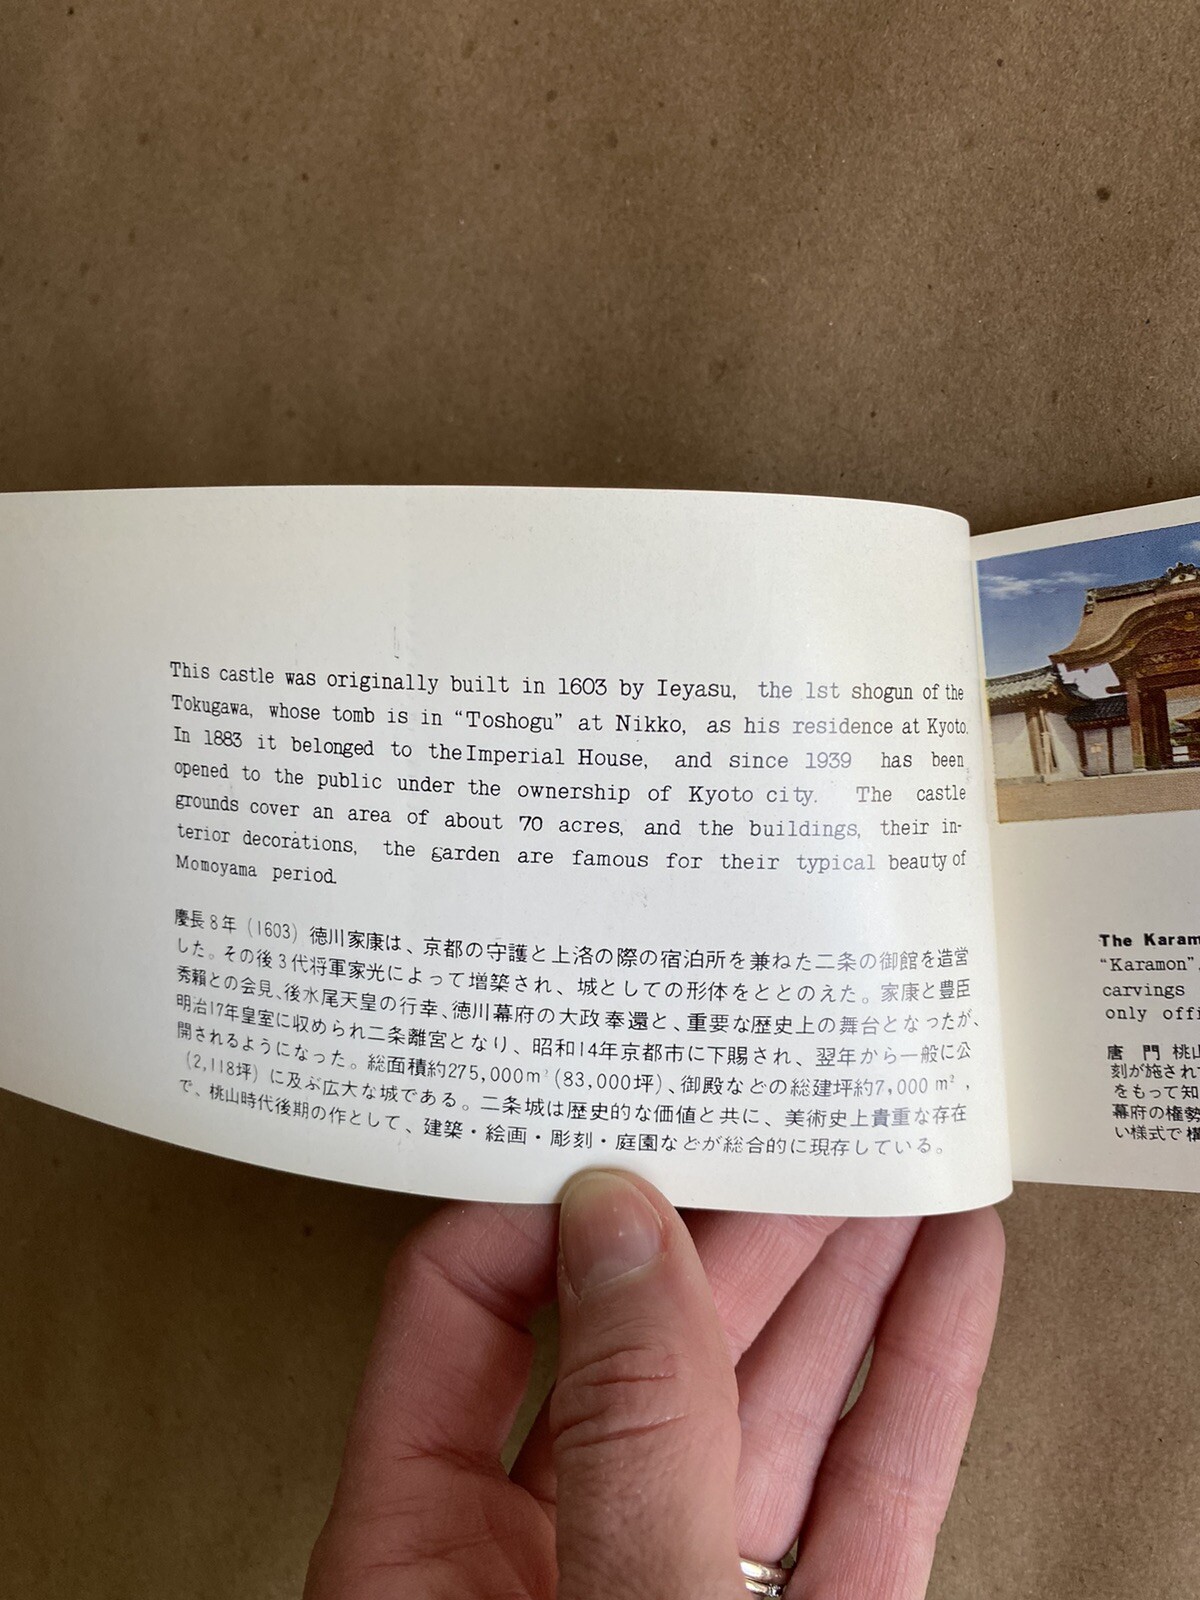 This castle was originally built in 1603 by Ieyasu, the 1st shogun of the
Tokugawa, whose tomb is in “Toshogu” at Nikko, as his residence at Kyoto.
In 1883 it belonged to the Imperial House, and since 1939 has been
opened to the public under the ownership of Kyoto city. The castle
grounds cover an area of about 70 acres, and the buildings, their in-
terior decorations, the garden are famous for their typical beauty of
Momoyama period.
慶長8年(1603)徳川家康は、京都の守護と上洛の際の宿泊所を兼ねた二条の御館を造営
した。その後3代将軍家光によって増築され、城としての形体をととのえた。家康と豊臣
秀頼との会見、後水尾天皇の行幸、徳川幕府の大政奉還と、重要な歴史上の舞台となったが、
明治17年皇室に収められ二条離宮となり、昭和14年京都市に下賜され、翌年から一般に公
開されるようになった。総面積約275,000m²(83,000坪)、御殿などの総建坪約7,000m²,
(2,118坪)に及ぶ広大な城である。二条城は歴史的な価値と共に、美術史上貴重な存在
で、桃山時代後期の作として、建築・絵画・彫刻・庭園などが総合的に現存している。
The Karam
“Karamon”,
carvings
only offi
唐門 桃山
刻が施され
をもって知
幕府の権勢
い様式で